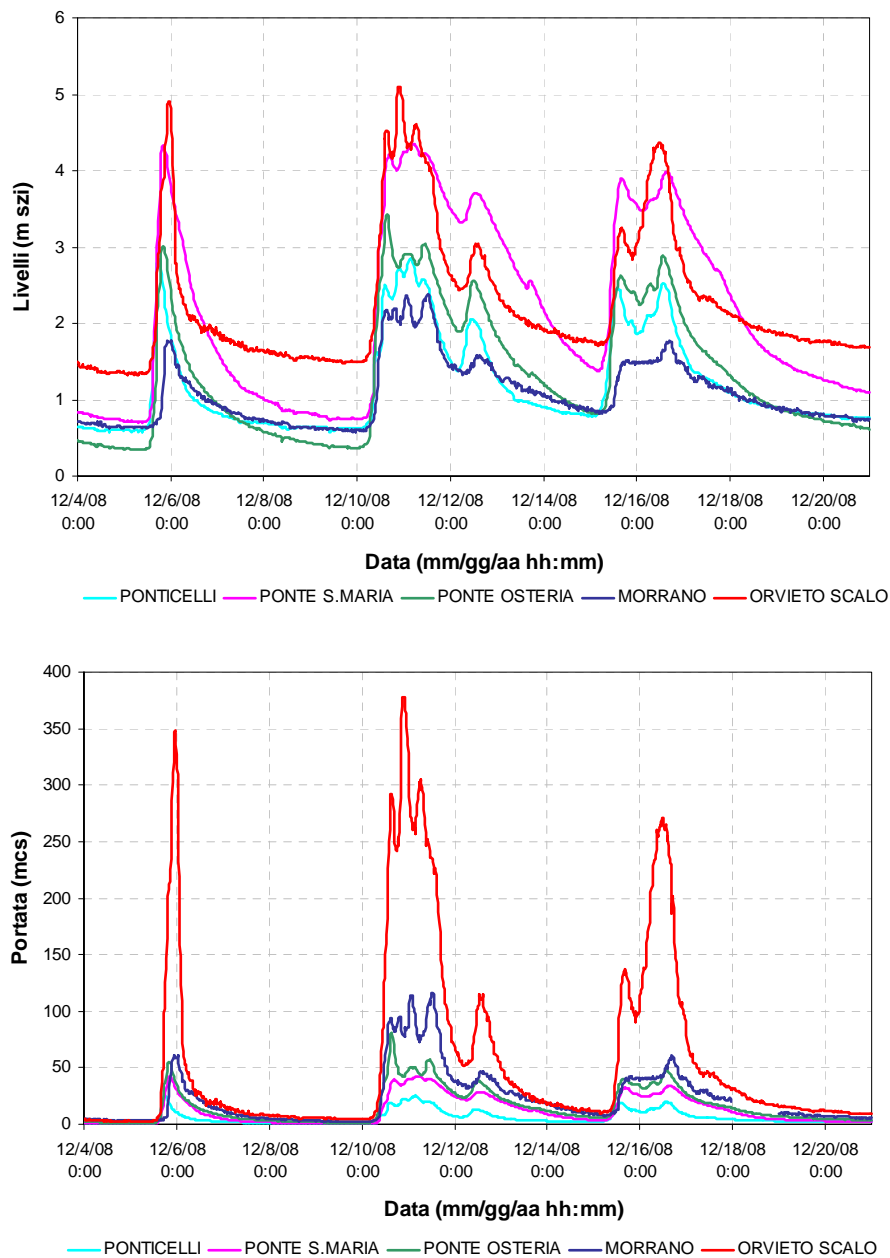 6
5
4
3
2
1
0
Livelli (m szi)
12/4/08 12/6/08 12/8/08 12/10/08 12/12/08 12/14/08 12/16/08 12/18/08 12/20/08
0:00 0:00 0:00 0:00 0:00 0:00 0:00 0:00 0:00
Data (mm/gg/aa hh:mm)
PONTICELLI PONTE S.MARIA PONTE OSTERIA MORRANO ORVIETO SCALO
400
350
300
250
200
150
100
50
0
Portata (mcs)
12/4/08 12/6/08 12/8/08 12/10/08 12/12/08 12/14/08 12/16/08 12/18/08 12/20/08
0:00 0:00 0:00 0:00 0:00 0:00 0:00 0:00 0:00
Data (mm/gg/aa hh:mm)
PONTICELLI PONTE S.MARIA PONTE OSTERIA MORRANO ORVIETO SCALO